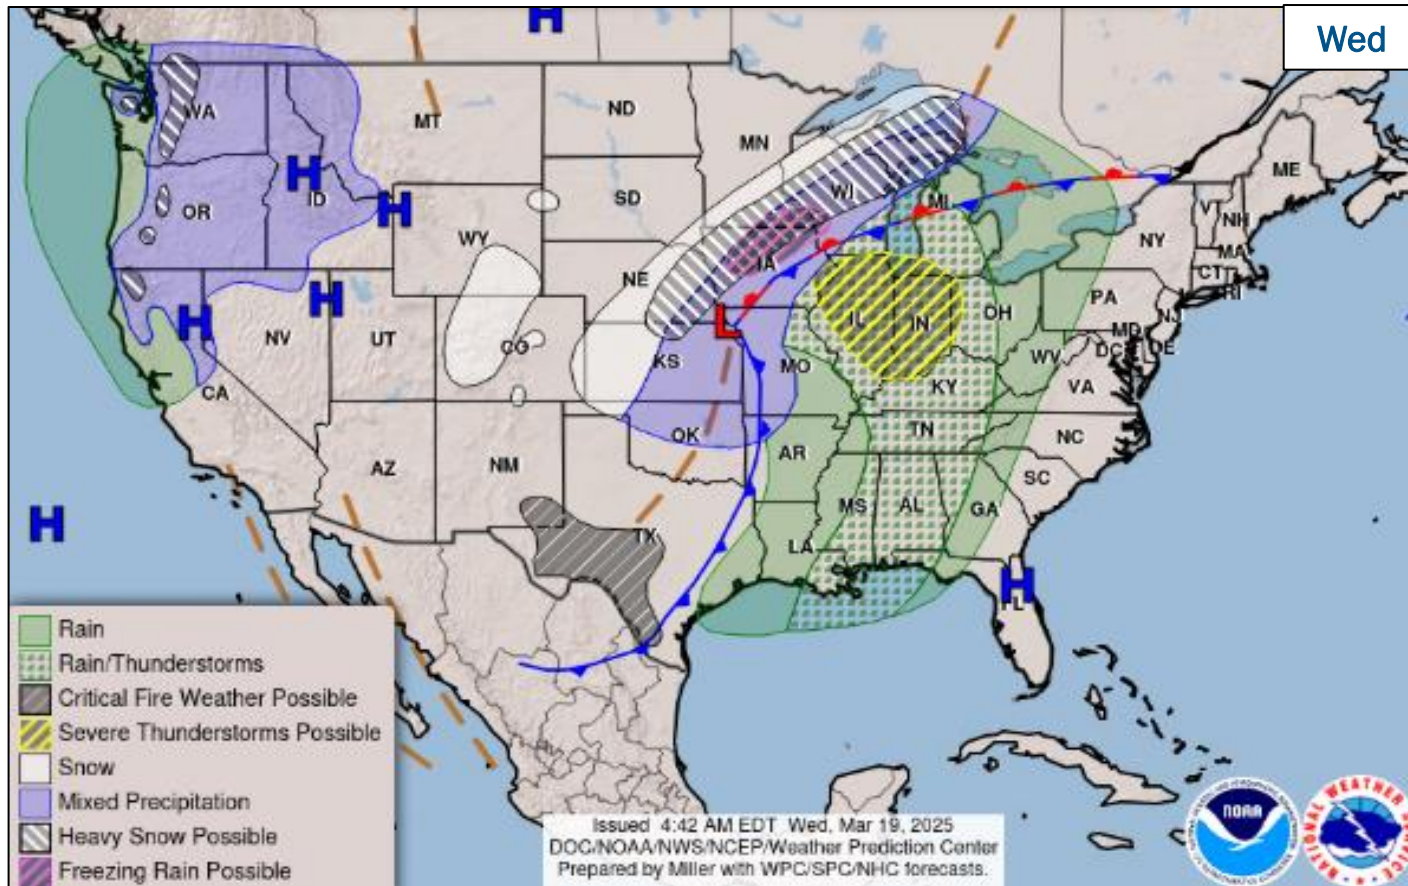 Wed
H
WA
MT
ND
MN
ME
H
OR
ID
H
SD
WI
MI
VT
NH
NY
MA
WY
CT
RI
IA
NE
H
PA
H
NV
UT
CO
L
IL
IN
OH
NJ
MD
DE
DC
KS
MO
WV
CA
KY
VA
OK
TN
NC
AZ
NM
AR
SC
MS
AL
GA
H
TX
LA
H
FL
Rain
Rain/Thunderstorms
Critical Fire Weather Possible
Severe Thunderstorms Possible
Snow
Mixed Precipitation
Heavy Snow Possible
Freezing Rain Possible
Issued 4:42 AM EDT Wed, Mar 19, 2025
DOC/NOAA/NWS/NCEP/Weather Prediction Center
Prepared by Miller with WPC/SPC/NHC forecasts.
NOAA
NATIONAL WEATHER